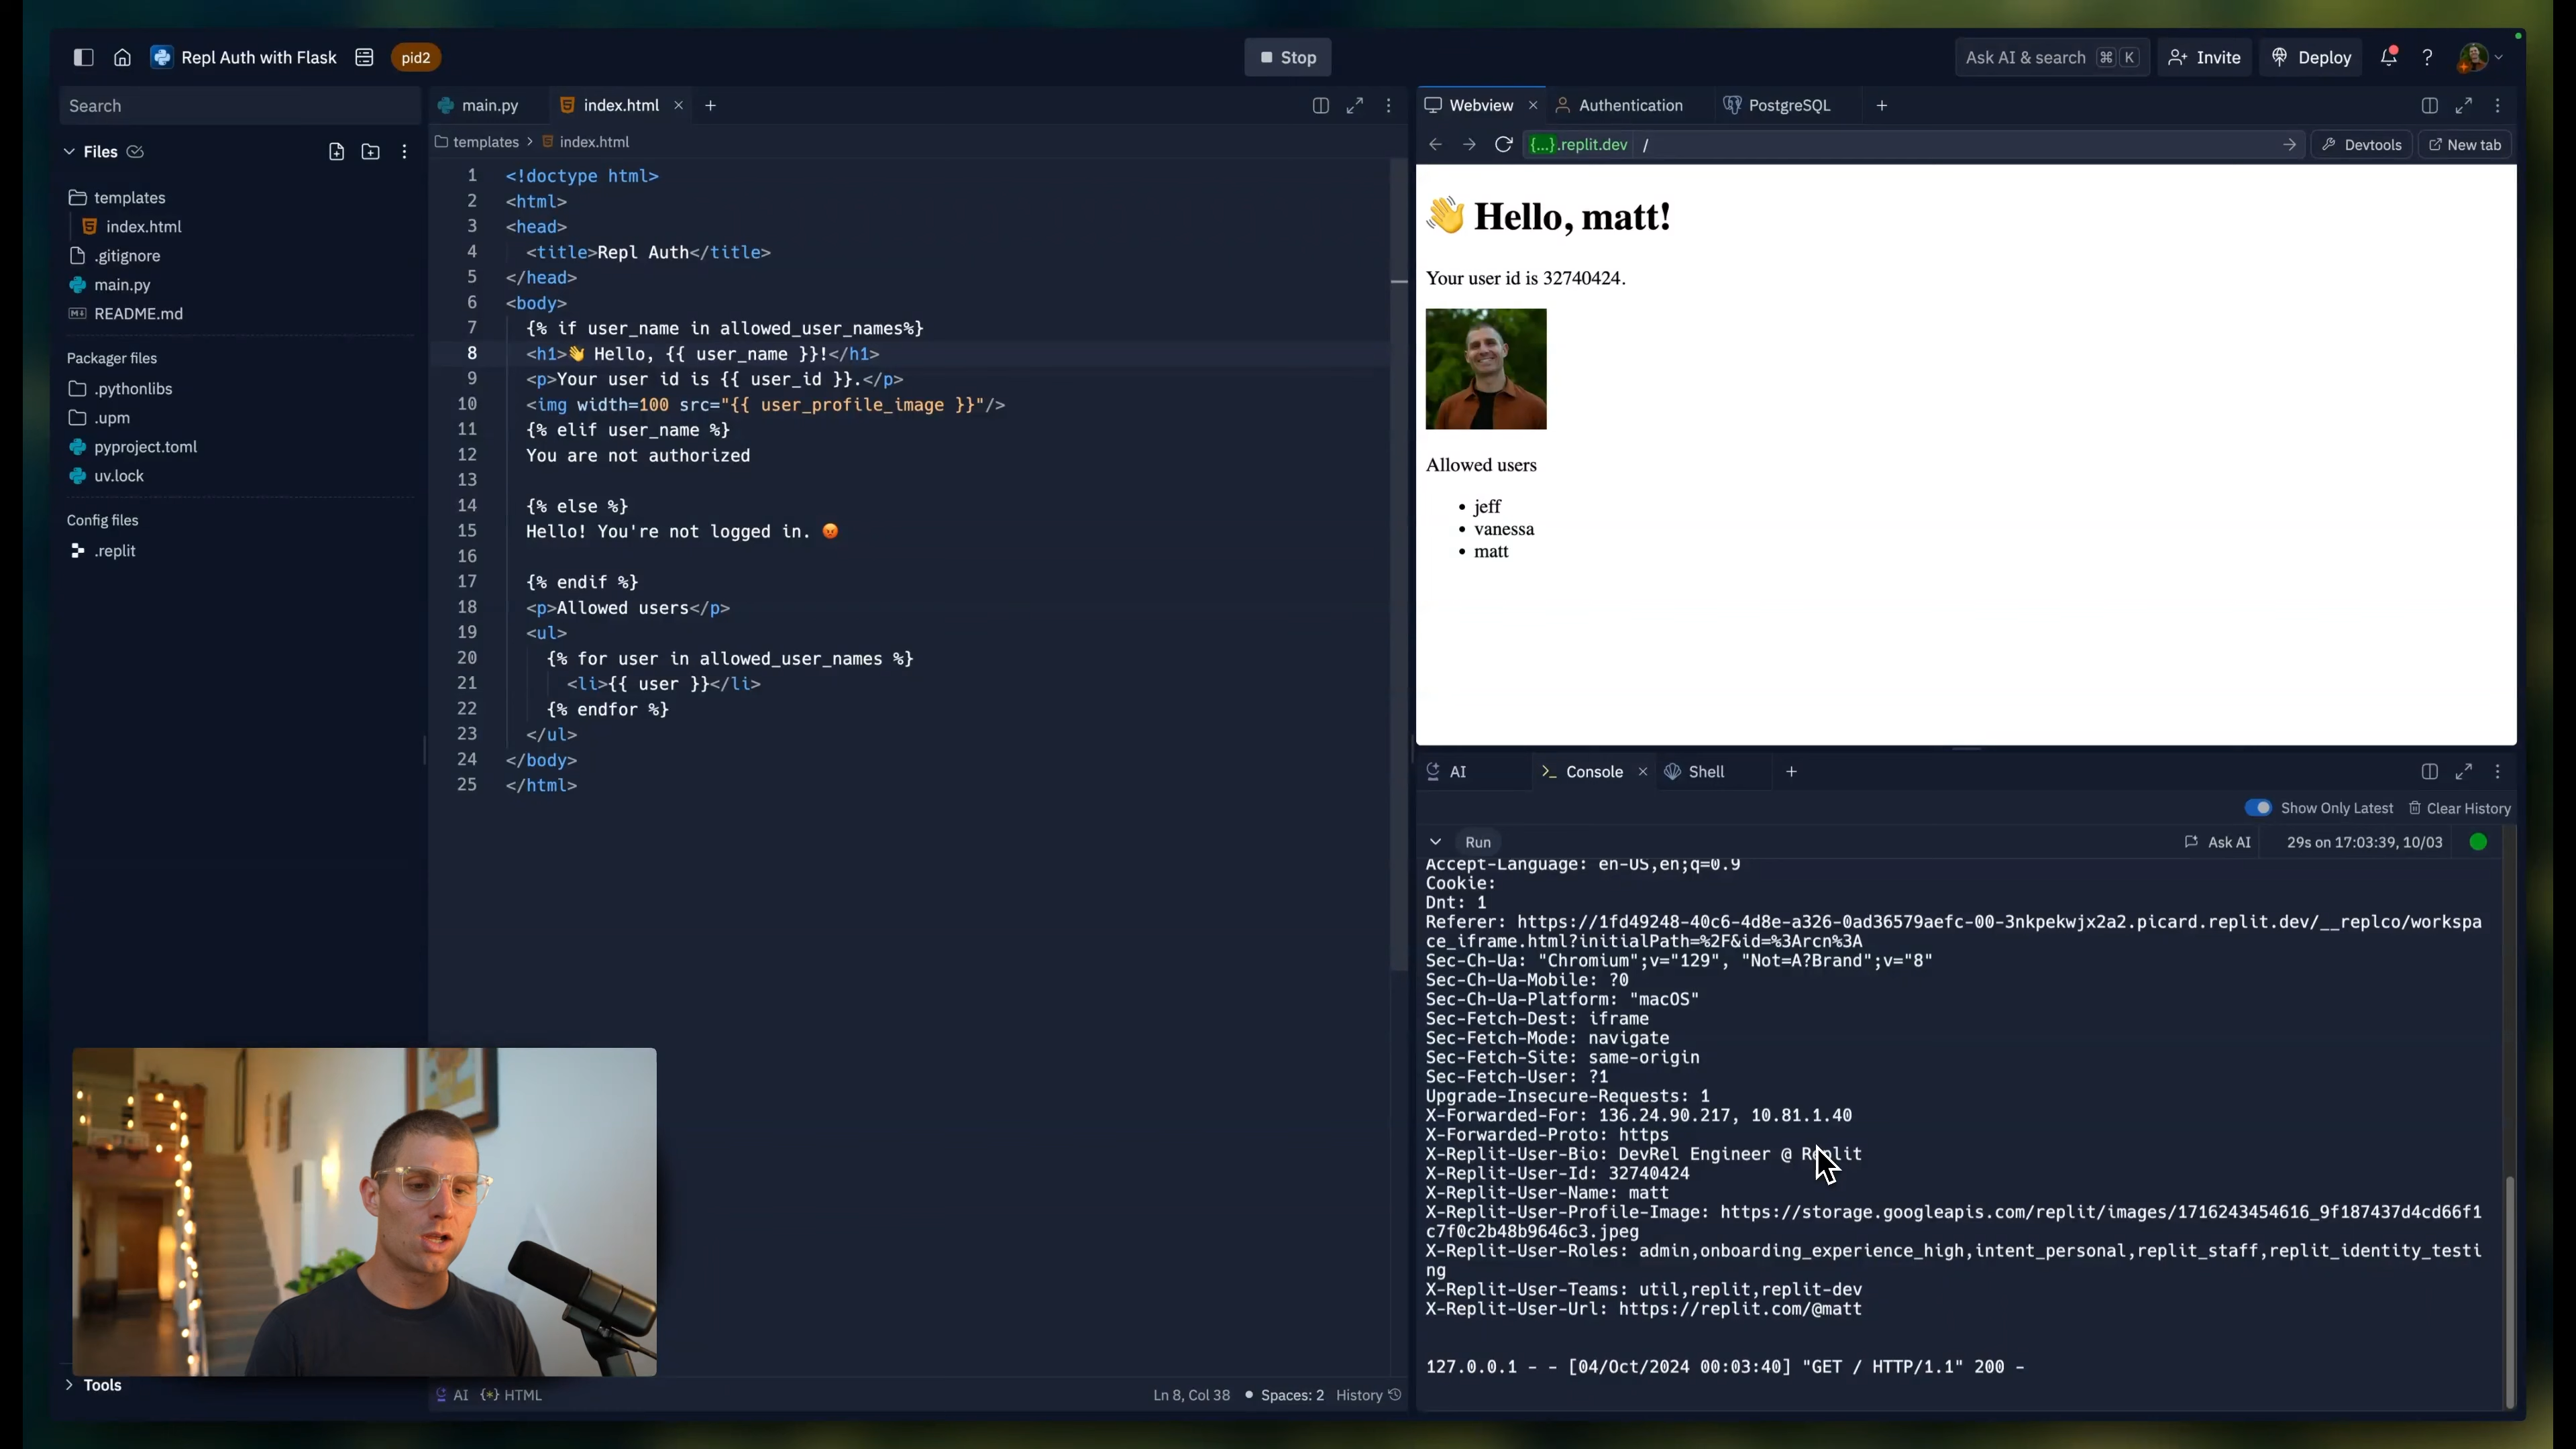 Repl Auth with Flask
pid2
Stop
Ask AI & search ⌘ K
Invite
Deploy
?
Search
Files
templates
index.html
.gitignore
main.py
README.md
Packager files
.pythonlibs
.upm
pyproject.toml
uv.lock
Config files
.replit
Tools
main.py
index.html
templates > index.html
1 <!doctype html>
2 <html>
3 <head>
4 <title>Repl Auth</title>
5 </head>
6 <body>
7 {% if user_name in allowed_user_names%}
8 <h1>👋 Hello, {{ user_name }}!</h1>
9 <p>Your user id is {{ user_id }}.</p>
10 <img width=100 src="{{ user_profile_image }}"/>
11 {% elif user_name %}
12 You are not authorized
13
14 {% else %}
15 Hello! You're not logged in. 😡
16
17 {% endif %}
18 <p>Allowed users</p>
19 <ul>
20 {% for user in allowed_user_names %}
21 <li>{{ user }}</li>
22 {% endfor %}
23 </ul>
24 </body>
25 </html>
AI {*} HTML
Ln 8, Col 38 • Spaces: 2 History
Webview
Authentication
PostgreSQL
{...}.replit.dev /
Devtools
New tab
👋 Hello, matt!
Your user id is 32740424.
Allowed users
• jeff
• vanessa
• matt
AI
Console
Shell
Show Only Latest
Clear History
Run
Ask AI
29s on 17:03:39, 10/03
Accept-Language: en-US,en;q=0.9
Cookie:
Dnt: 1
Referer: https://1fd49248-40c6-4d8e-a326-0ad36579aefc-00-3nkpekwjx2a2.picard.replit.dev/__replco/workspa
ce_iframe.html?initialPath=%2F&id=%3Arcn%3A
Sec-Ch-Ua: "Chromium";v="129", "Not=A?Brand";v="8"
Sec-Ch-Ua-Mobile: ?0
Sec-Ch-Ua-Platform: "macOS"
Sec-Fetch-Dest: iframe
Sec-Fetch-Mode: navigate
Sec-Fetch-Site: same-origin
Sec-Fetch-User: ?1
Upgrade-Insecure-Requests: 1
X-Forwarded-For: 136.24.90.217, 10.81.1.40
X-Forwarded-Proto: https
X-Replit-User-Bio: DevRel Engineer @ Replit
X-Replit-User-Id: 32740424
X-Replit-User-Name: matt
X-Replit-User-Profile-Image: https://storage.googleapis.com/replit/images/1716243454616_9f187437d4cd66f1
c7f0c2b48b9646c3.jpeg
X-Replit-User-Roles: admin,onboarding_experience_high,intent_personal,replit_staff,replit_identity_testi
ng
X-Replit-User-Teams: util,replit,replit-dev
X-Replit-User-Url: https://replit.com/@matt
127.0.0.1 - - [04/Oct/2024 00:03:40] "GET / HTTP/1.1" 200 -